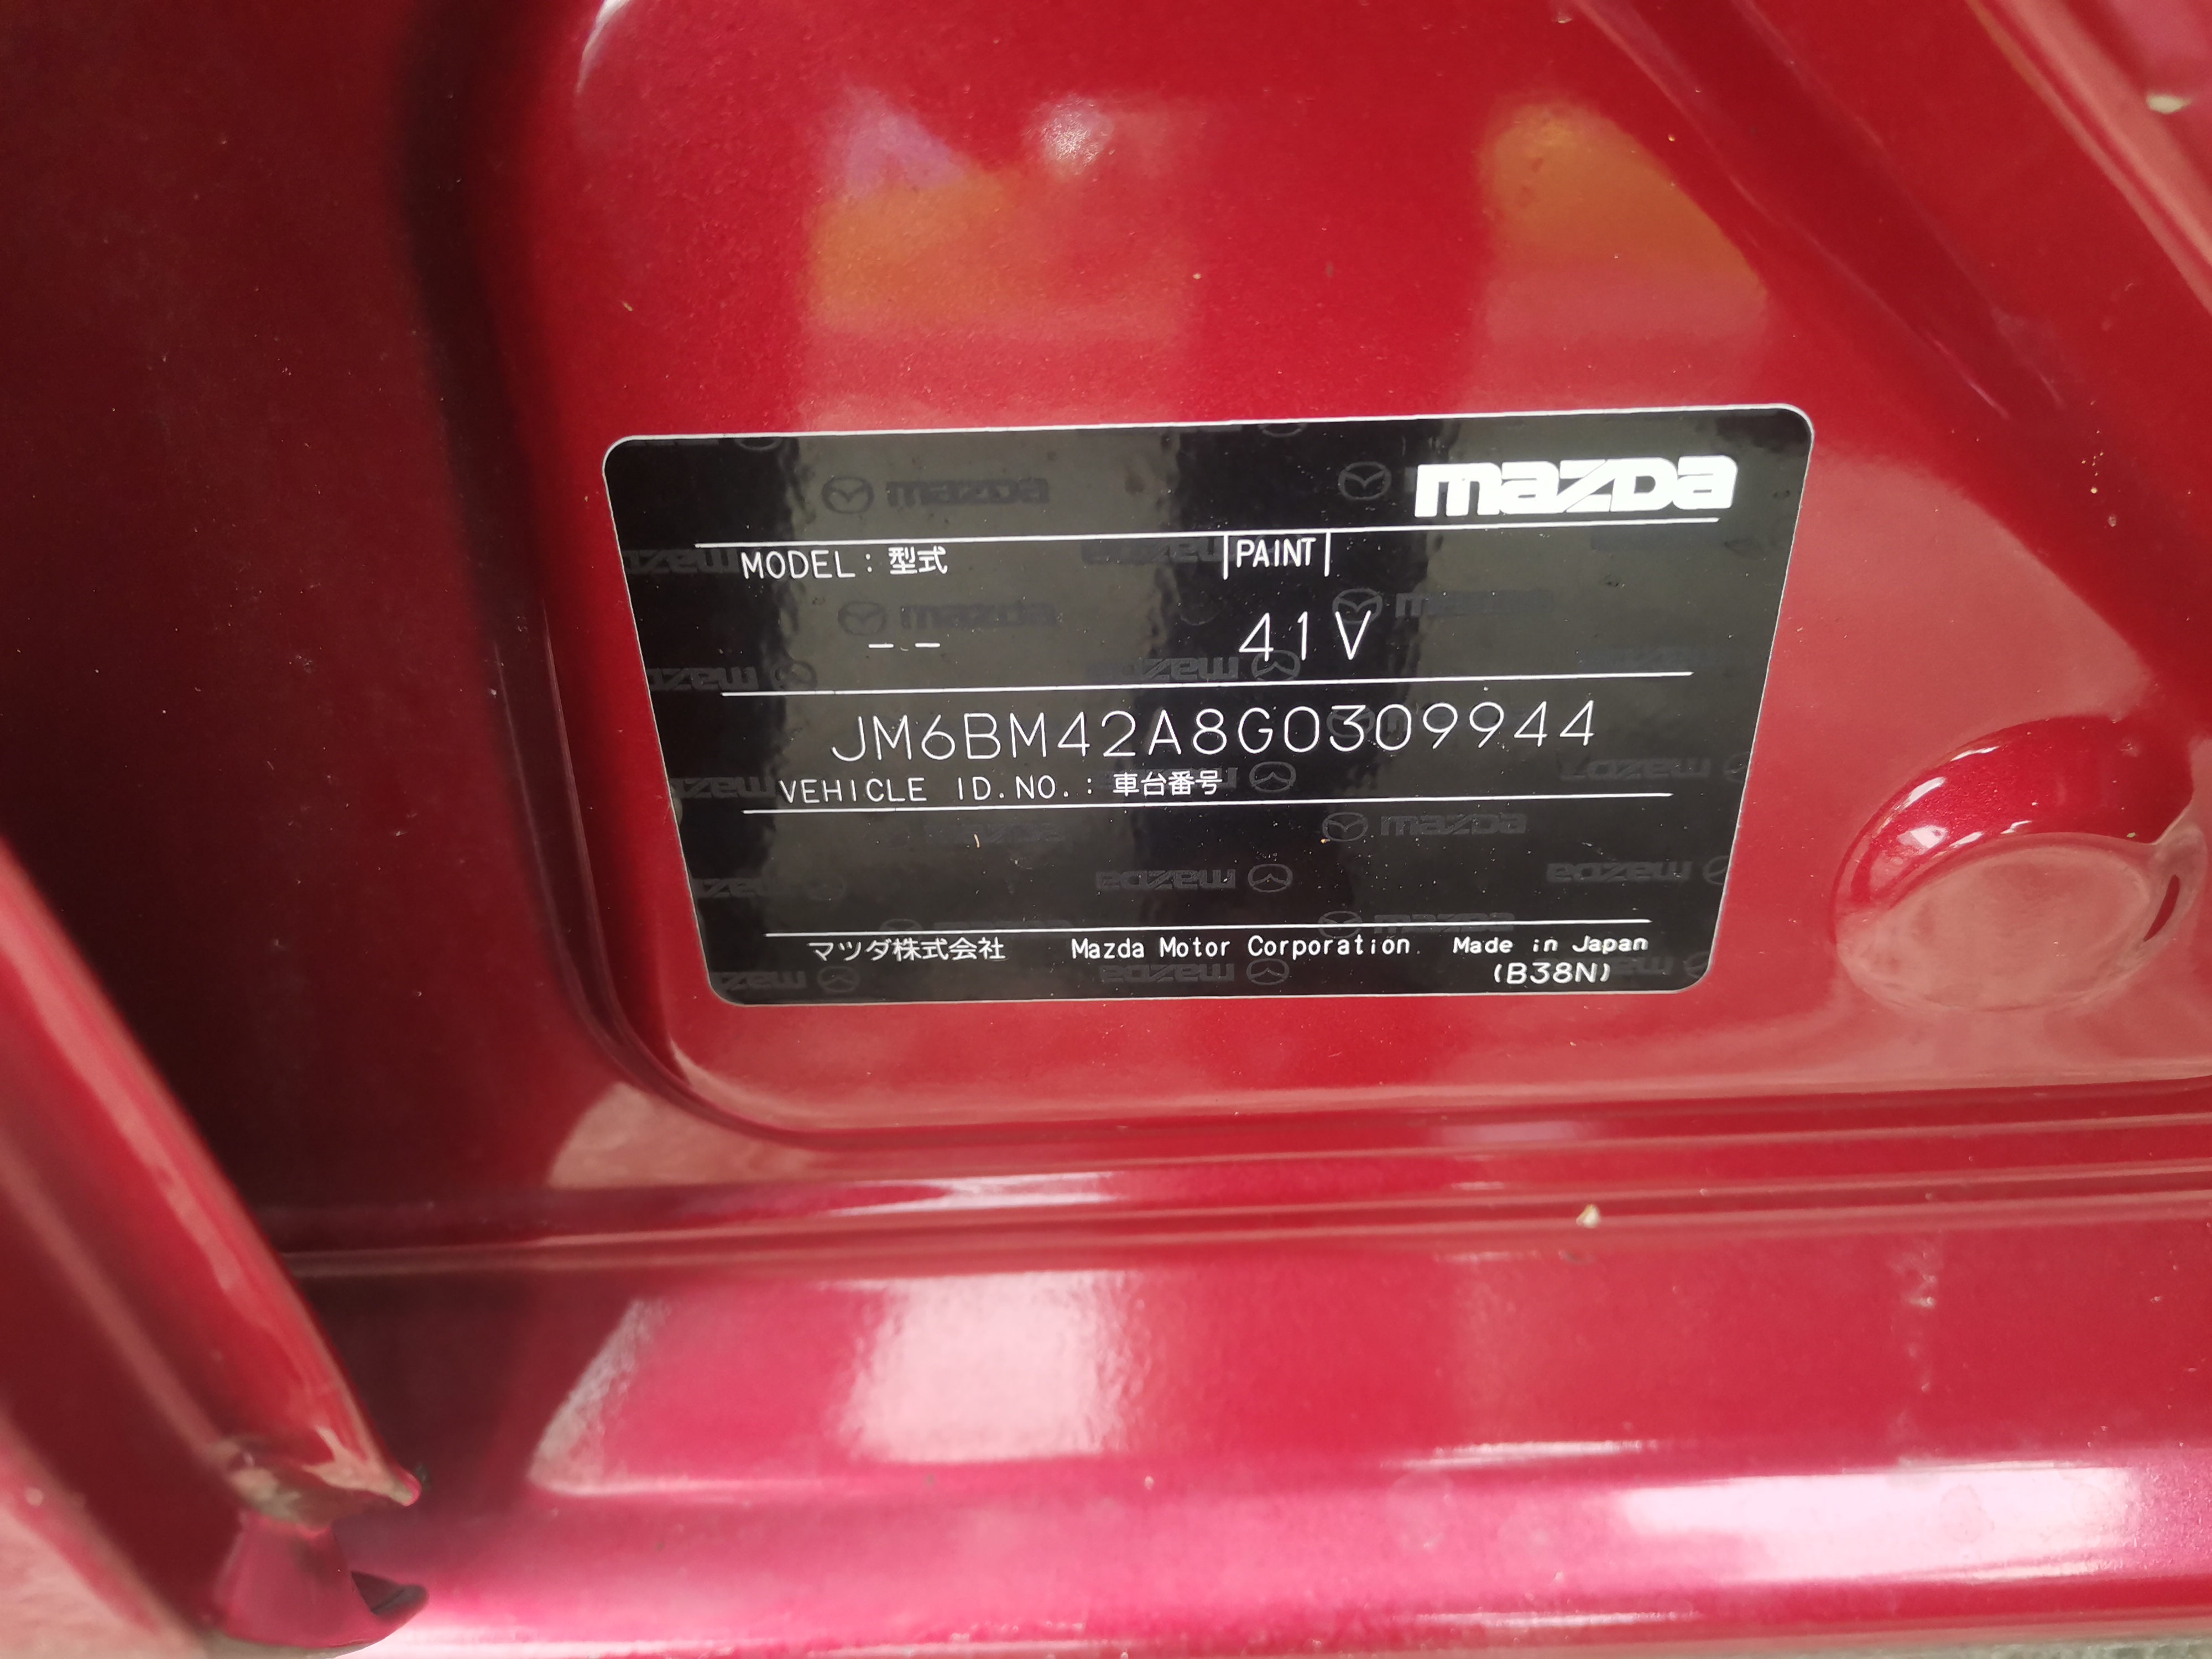 mazda
MODEL: 型式 PAINT
-- 41V
JM6BM42A8G0309944
VEHICLE ID.NO.: 車台番号
マツダ株式会社 Mazda Motor Corporation Made in Japan
(B38N)